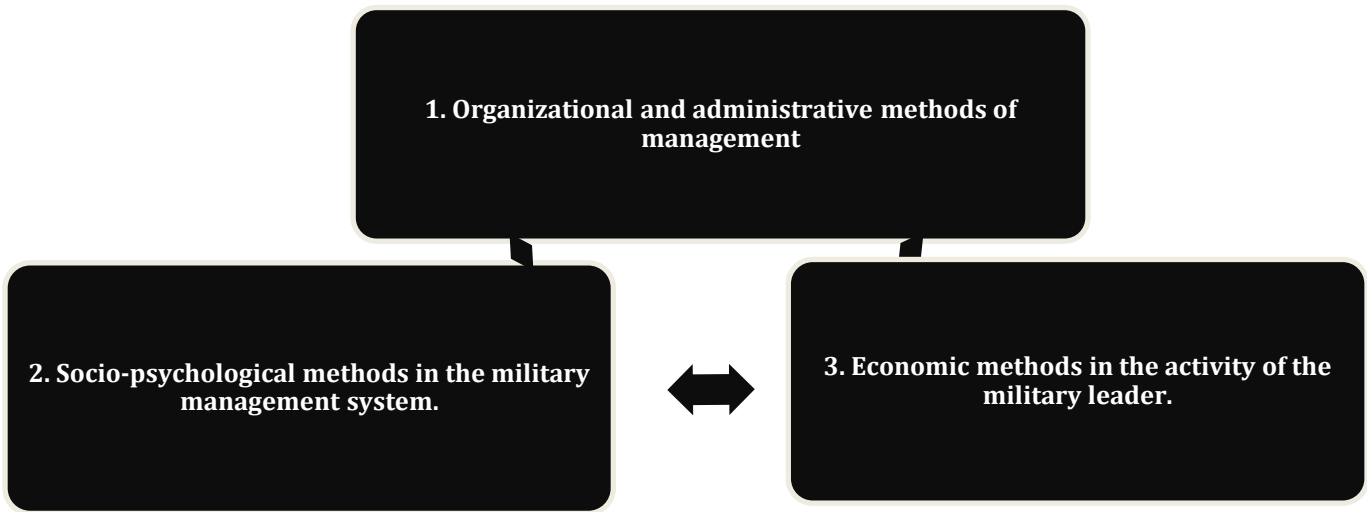 1. Organizational and administrative methods of
management
2. Socio-psychological methods in the military
management system.
3. Economic methods in the activity of the
military leader.